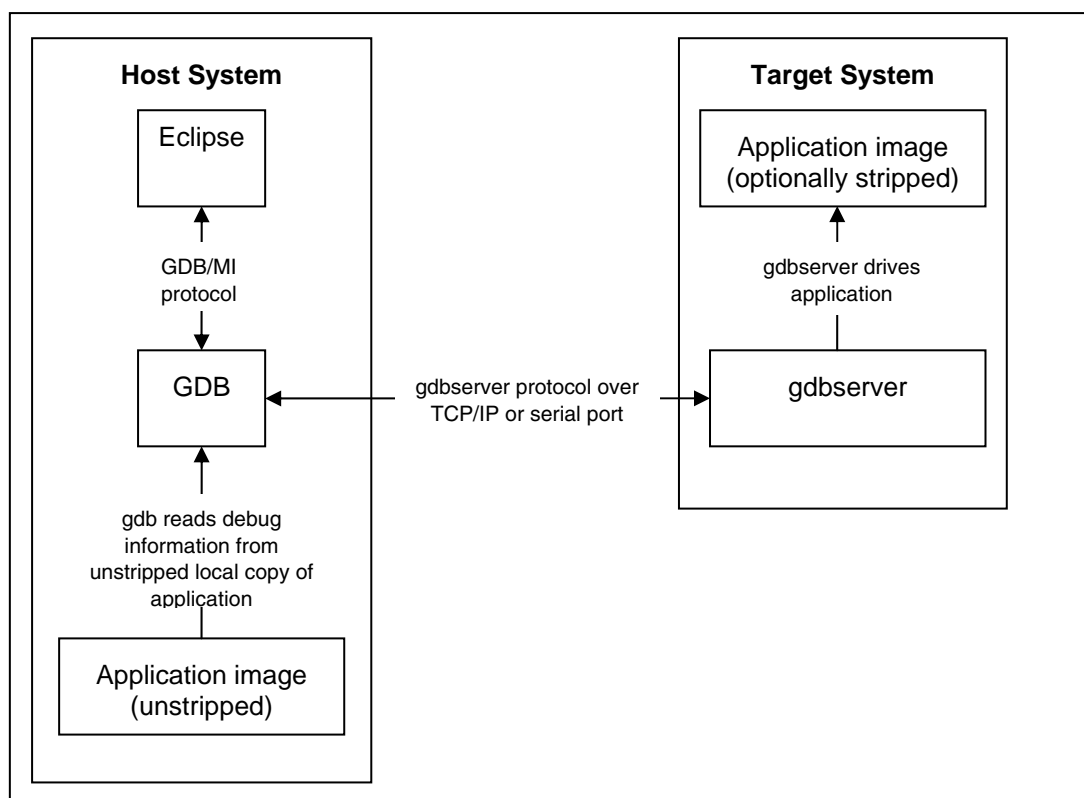 Host System
Eclipse
GDB/MI
protocol
GDB
gdb reads debug
information from
unstripped local copy of
application
Application image
(unstripped)
gdbserver protocol over
TCP/IP or serial port
Target System
Application image
(optionally stripped)
gdbserver drives
application
gdbserver